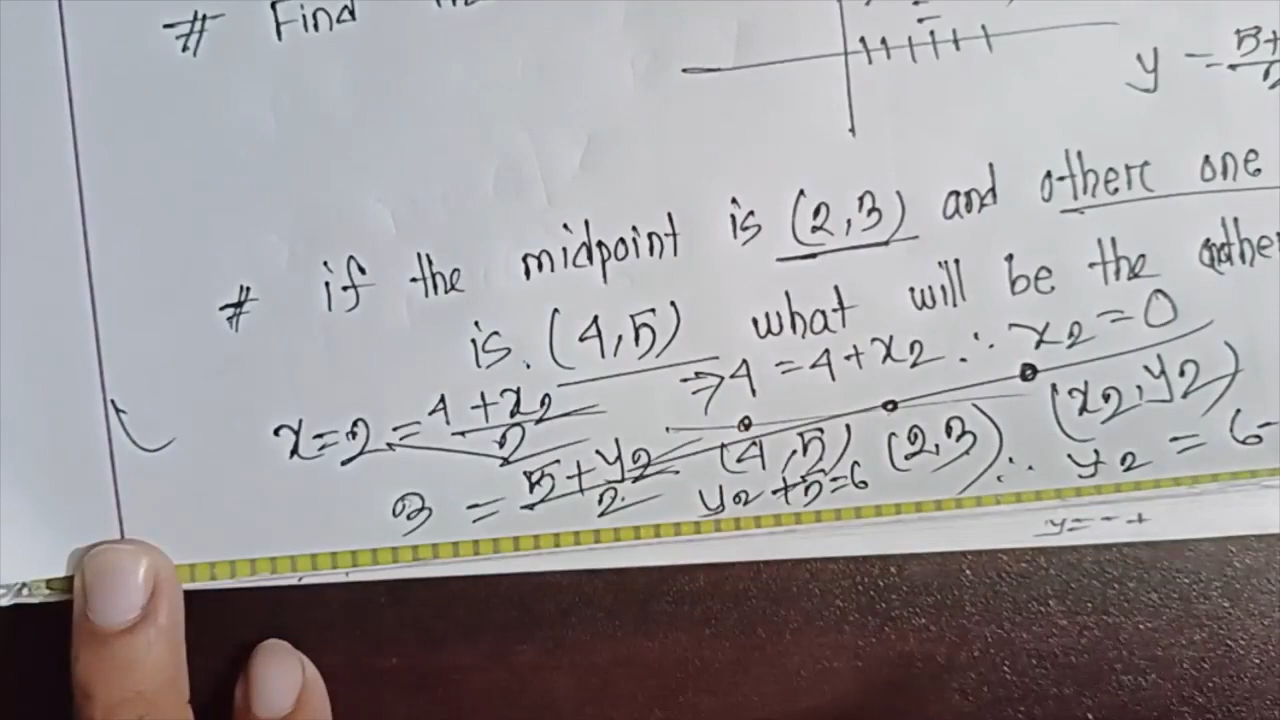 # Find
y = 5+
# if the midpoint is (2,3) and othere one
is. (4,5) what will be the other
x=2 = 4+x2 / 2 ⇒ 4 = 4+x2 ∴ x2 = 0
3 = 5+y2 / 2 y2+5=6 ∴ y2 = 6-
(4,5) (2,3) (x2,y2)
y=-+